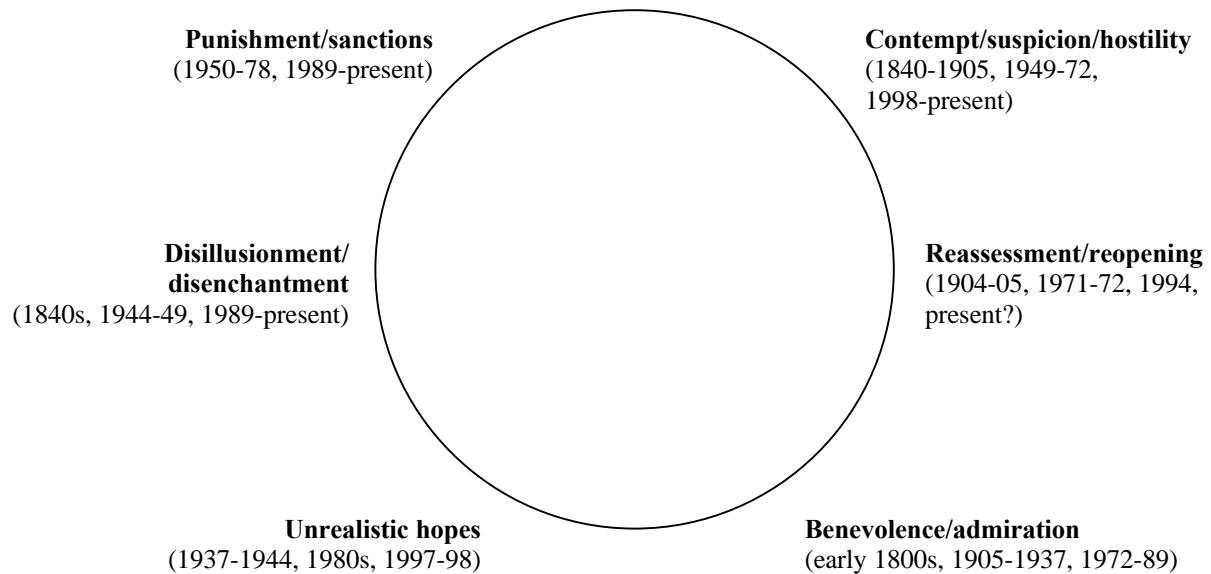 Punishment/sanctions
(1950-78, 1989-present)
Contempt/suspicion/hostility
(1840-1905, 1949-72,
1998-present)
Disillusionment/
disenchantment
(1840s, 1944-49, 1989-present)
Reassessment/reopening
(1904-05, 1971-72, 1994,
present?)
Unrealistic hopes
(1937-1944, 1980s, 1997-98)
Benevolence/admiration
(early 1800s, 1905-1937, 1972-89)